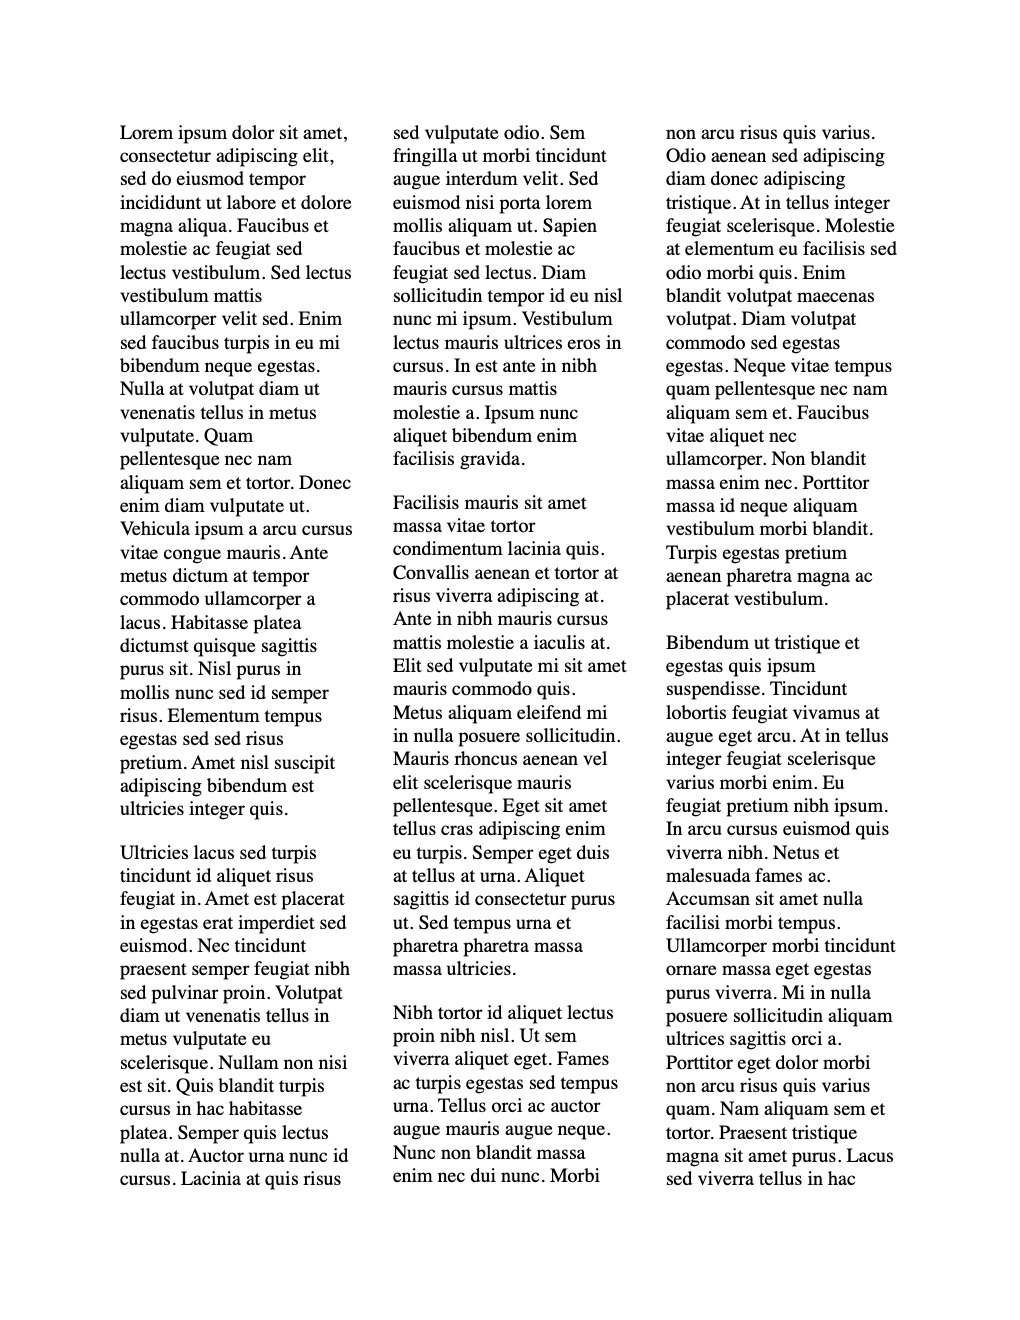 Lorem ipsum dolor sit amet,
consectetur adipiscing elit,
sed do eiusmod tempor
incididunt ut labore et dolore
magna aliqua. Faucibus et
molestie ac feugiat sed
lectus vestibulum. Sed lectus
vestibulum mattis
ullamcorper velit sed. Enim
sed faucibus turpis in eu mi
bibendum neque egestas.
Nulla at volutpat diam ut
venenatis tellus in metus
vulputate. Quam
pellentesque nec nam
aliquam sem et tortor. Donec
enim diam vulputate ut.
Vehicula ipsum a arcu cursus
vitae congue mauris. Ante
metus dictum at tempor
commodo ullamcorper a
lacus. Habitasse platea
dictumst quisque sagittis
purus sit. Nisl purus in
mollis nunc sed id semper
risus. Elementum tempus
egestas sed sed risus
pretium. Amet nisl suscipit
adipiscing bibendum est
ultricies integer quis.

Ultricies lacus sed turpis
tincidunt id aliquet risus
feugiat in. Amet est placerat
in egestas erat imperdiet sed
euismod. Nec tincidunt
praesent semper feugiat nibh
sed pulvinar proin. Volutpat
diam ut venenatis tellus in
metus vulputate eu
scelerisque. Nullam non nisi
est sit. Quis blandit turpis
cursus in hac habitasse
platea. Semper quis lectus
nulla at. Auctor urna nunc id
cursus. Lacinia at quis risus
sed vulputate odio. Sem
fringilla ut morbi tincidunt
augue interdum velit. Sed
euismod nisi porta lorem
mollis aliquam ut. Sapien
faucibus et molestie ac
feugiat sed lectus. Diam
sollicitudin tempor id eu nisl
nunc mi ipsum. Vestibulum
lectus mauris ultrices eros in
cursus. In est ante in nibh
mauris cursus mattis
molestie a. Ipsum nunc
aliquet bibendum enim
facilisis gravida.

Facilisis mauris sit amet
massa vitae tortor
condimentum lacinia quis.
Convallis aenean et tortor at
risus viverra adipiscing at.
Ante in nibh mauris cursus
mattis molestie a iaculis at.
Elit sed vulputate mi sit amet
mauris commodo quis.
Metus aliquam eleifend mi
in nulla posuere sollicitudin.
Mauris rhoncus aenean vel
elit scelerisque mauris
pellentesque. Eget sit amet
tellus cras adipiscing enim
eu turpis. Semper eget duis
at tellus at urna. Aliquet
sagittis id consectetur purus
ut. Sed tempus urna et
pharetra pharetra massa
massa ultricies.

Nibh tortor id aliquet lectus
proin nibh nisl. Ut sem
viverra aliquet eget. Fames
ac turpis egestas sed tempus
urna. Tellus orci ac auctor
augue mauris augue neque.
Nunc non blandit massa
enim nec dui nunc. Morbi
non arcu risus quis varius.
Odio aenean sed adipiscing
diam donec adipiscing
tristique. At in tellus integer
feugiat scelerisque. Molestie
at elementum eu facilisis sed
odio morbi quis. Enim
blandit volutpat maecenas
volutpat. Diam volutpat
commodo sed egestas
egestas. Neque vitae tempus
quam pellentesque nec nam
aliquam sem et. Faucibus
vitae aliquet nec
ullamcorper. Non blandit
massa enim nec. Porttitor
massa id neque aliquam
vestibulum morbi blandit.
Turpis egestas pretium
aenean pharetra magna ac
placerat vestibulum.

Bibendum ut tristique et
egestas quis ipsum
suspendisse. Tincidunt
lobortis feugiat vivamus at
augue eget arcu. At in tellus
integer feugiat scelerisque
varius morbi enim. Eu
feugiat pretium nibh ipsum.
In arcu cursus euismod quis
viverra nibh. Netus et
malesuada fames ac.
Accumsan sit amet nulla
facilisi morbi tempus.
Ullamcorper morbi tincidunt
ornare massa eget egestas
purus viverra. Mi in nulla
posuere sollicitudin aliquam
ultrices sagittis orci a.
Porttitor eget dolor morbi
non arcu risus quis varius
quam. Nam aliquam sem et
tortor. Praesent tristique
magna sit amet purus. Lacus
sed viverra tellus in hac